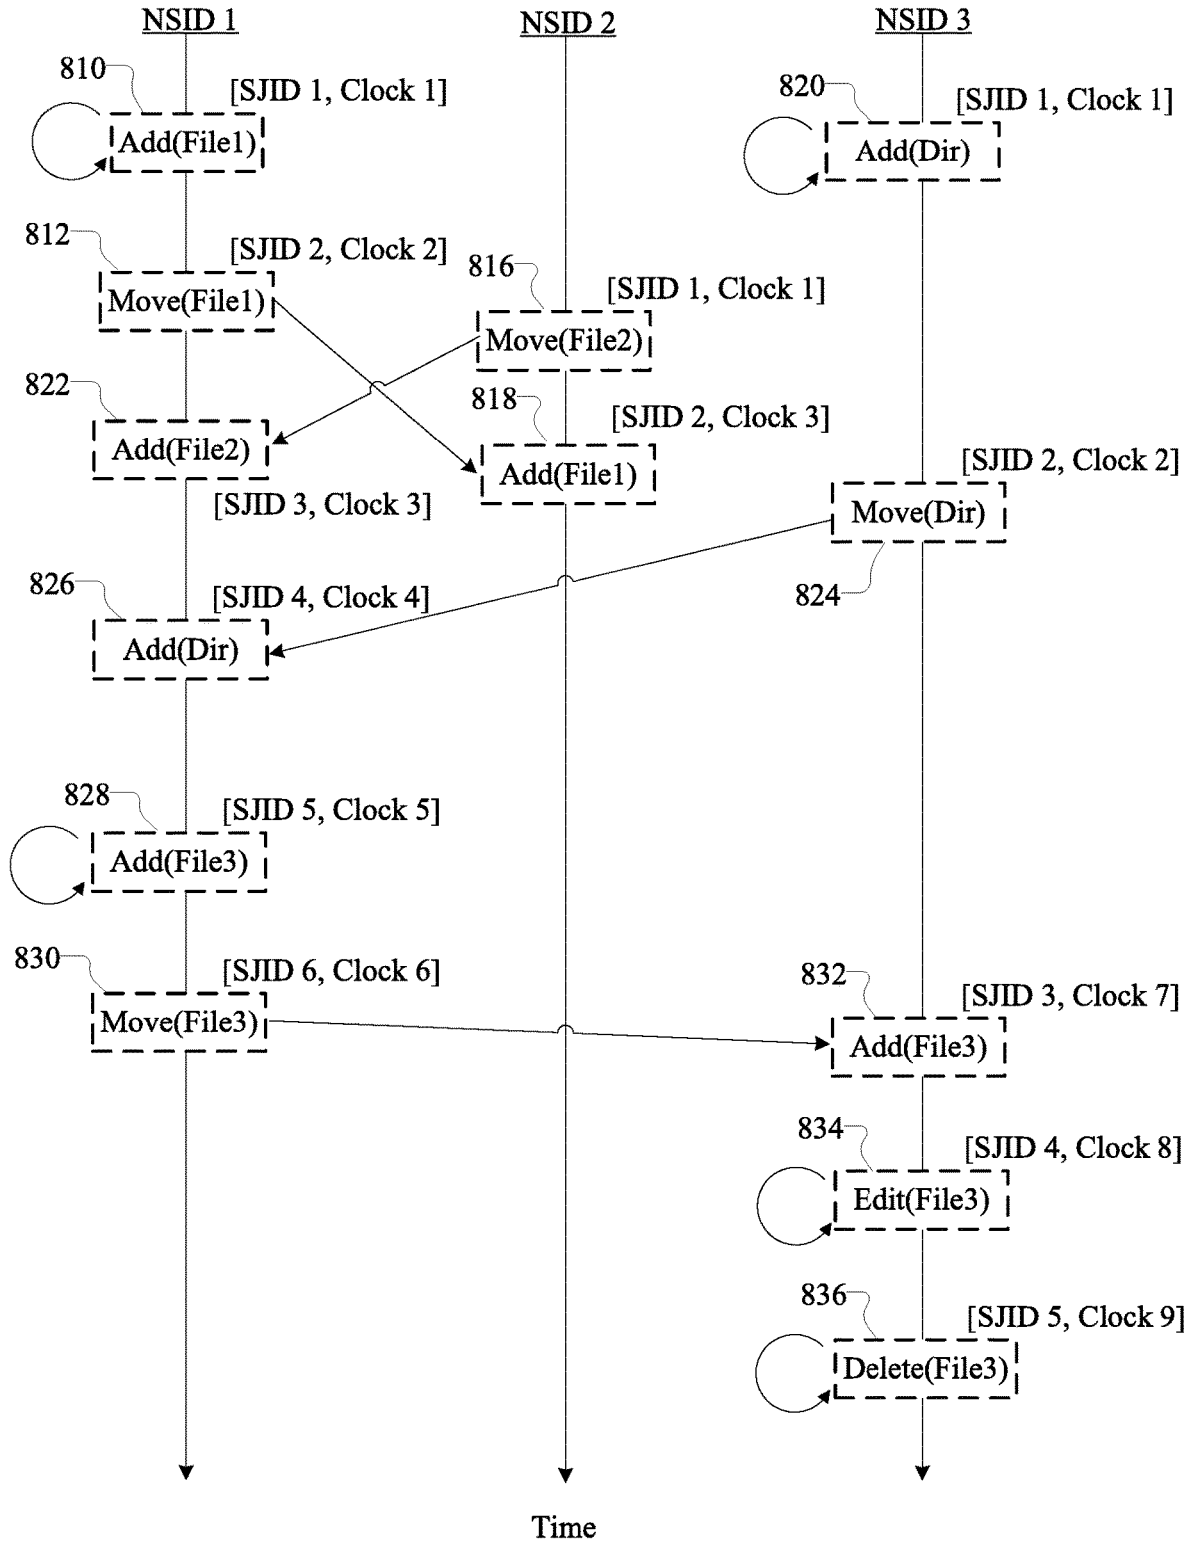 NSID 1
NSID 2
NSID 3
810
[SJID 1, Clock 1]
Add(File1)
820
[SJID 1, Clock 1]
Add(Dir)
812
[SJID 2, Clock 2]
Move(File1)
816
[SJID 1, Clock 1]
Move(File2)
822
Add(File2)
[SJID 3, Clock 3]
818
[SJID 2, Clock 3]
Add(File1)
[SJID 2, Clock 2]
Move(Dir)
824
826
[SJID 4, Clock 4]
Add(Dir)
828
[SJID 5, Clock 5]
Add(File3)
830
[SJID 6, Clock 6]
Move(File3)
832
[SJID 3, Clock 7]
Add(File3)
834
[SJID 4, Clock 8]
Edit(File3)
836
[SJID 5, Clock 9]
Delete(File3)
Time